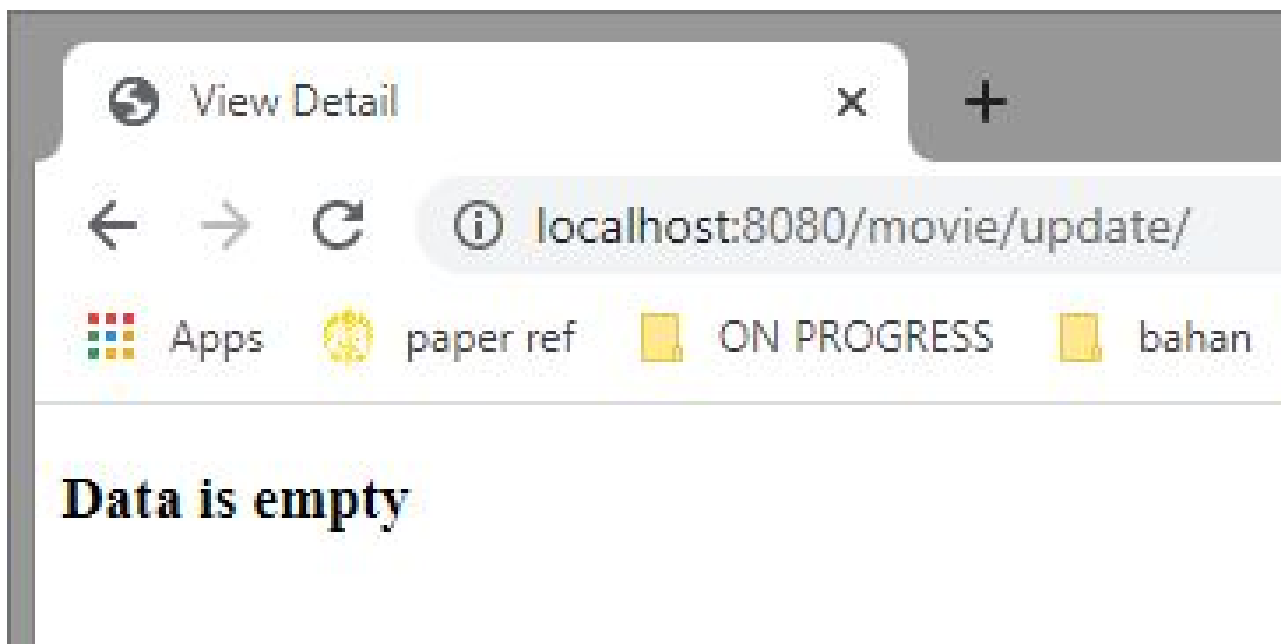 View Detail
localhost:8080/movie/update/
Apps paper ref ON PROGRESS bahan
Data is empty